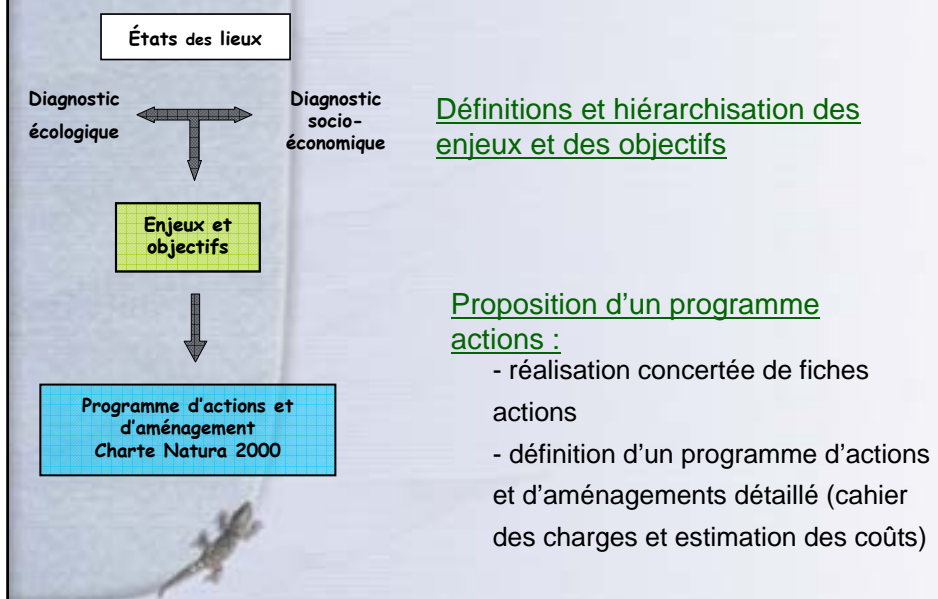 États des lieux
Diagnostic
écologique
Diagnostic
socio-
économique
Définitions et hiérarchisation des
enjeux et des objectifs
Enjeux et
objectifs
Proposition d'un programme
actions :
- réalisation concertée de fiches
actions
- définition d'un programme d'actions
et d'aménagements détaillé (cahier
des charges et estimation des coûts)
Programme d'actions et
d'aménagement
Charte Natura 2000